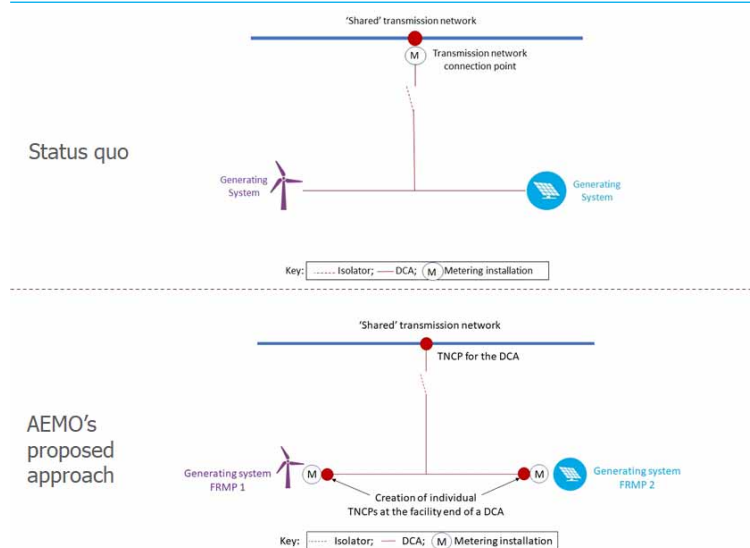 'Shared' transmission network
M
Transmission network
connection point
Status quo
Generating
System
Generating
System
Key: Isolator; DCA; M Metering installation
'Shared' transmission network
TNCP for the DCA
AEMO's
proposed
approach
Generating system
FRMP 1
M
M
Generating system
FRMP 2
Creation of individual
TNCPs at the facility end of a DCA
Key: Isolator; DCA; M Metering installation